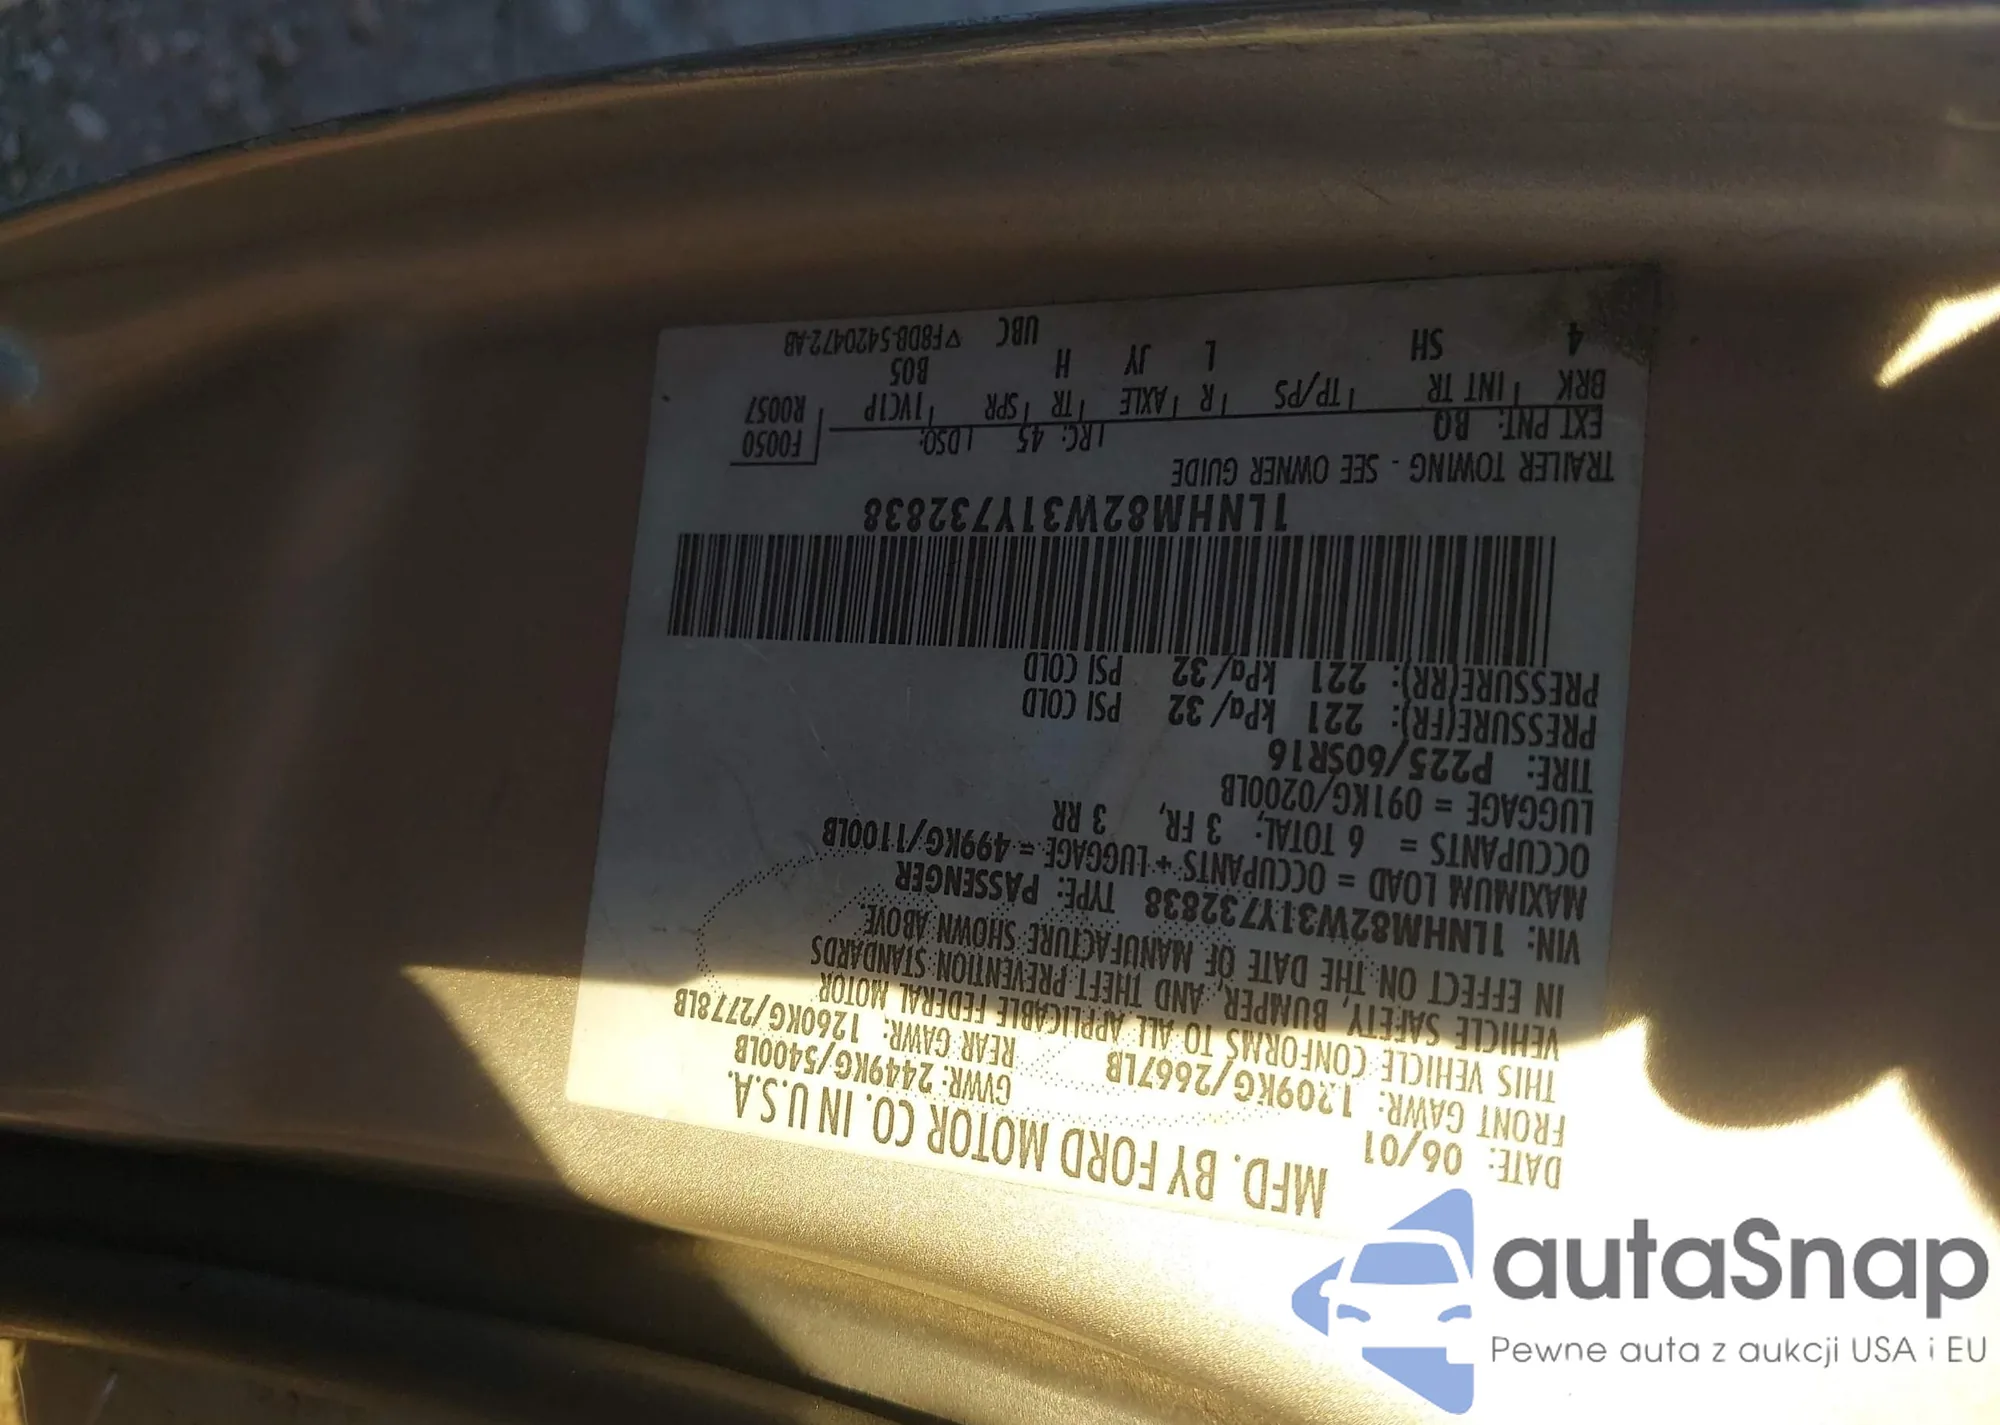 MFD. BY FORD MOTOR CO. IN U.S.A.
DATE: 06/01 GVWR: 2449KG/5400LB
FRONT GAWR: 1209KG/2667LB REAR GAWR: 1260KG/2778LB
THIS VEHICLE CONFORMS TO ALL APPLICABLE FEDERAL MOTOR
VEHICLE SAFETY, BUMPER, AND THEFT PREVENTION STANDARDS
IN EFFECT ON THE DATE OF MANUFACTURE SHOWN ABOVE.
VIN: 1LNHM82W31Y732838 TYPE: PASSENGER
MAXIMUM LOAD = OCCUPANTS + LUGGAGE = 499KG/1100LB
OCCUPANTS = 6 TOTAL; 3 FR, 3 RR
LUGGAGE = 091KG/0200LB
TIRE: P225/60SR16
PRESSURE(FR): 221 kPa/32 PSI COLD
PRESSURE(RR): 221 kPa/32 PSI COLD
1LNHM82W31Y732838
TRAILER TOWING - SEE OWNER GUIDE
EXT PNT: BQ RC: 45 DSO: F0050
BRK INT TR TP/PS R AXLE TR SPR IVCIP R0057
4 SH L JY H B05
UBC ▽F8DB-5420472-AB
autaSnap
Pewne auta z aukcji USA i EU